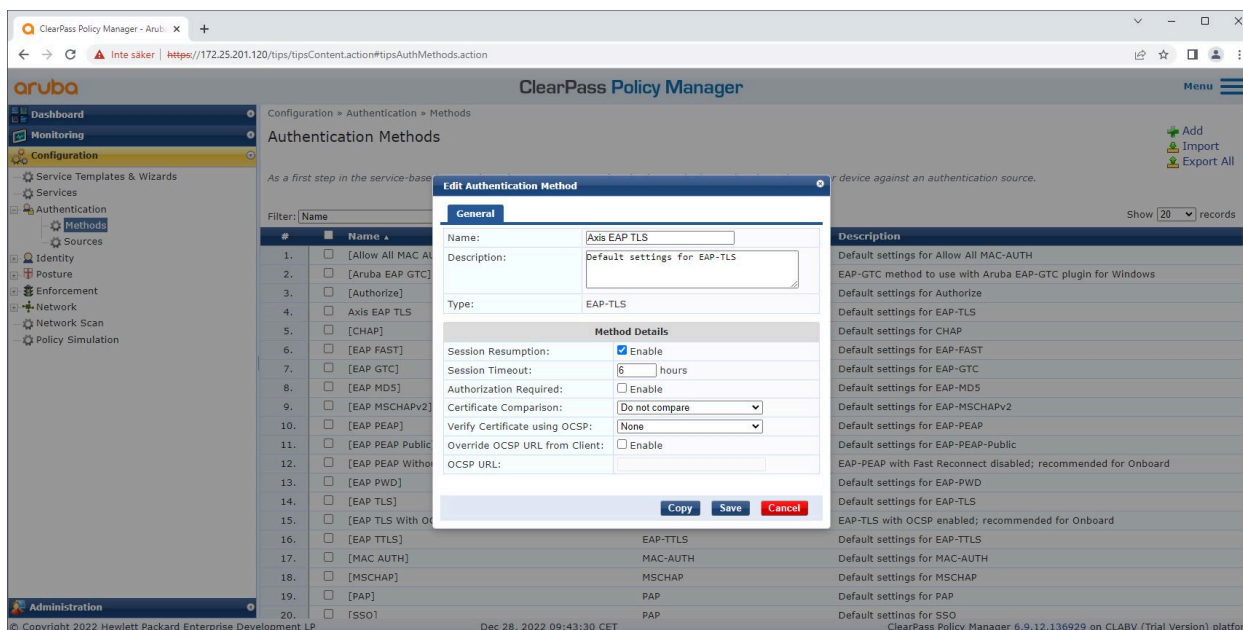 ClearPass Policy Manager - Arub
https://172.25.201.120/tips/tipsContent.action#tipsAuthMethods.action
Inte säker
aruba
ClearPass Policy Manager
Menu
Dashboard
Monitoring
Configuration
Service Templates & Wizards
Services
Authentication
Methods
Sources
Identity
Posture
Enforcement
Network
Network Scan
Policy Simulation
Administration
Configuration » Authentication » Methods
Authentication Methods
Add
Import
Export All
As a first step in the service-base
r device against an authentication source.
Filter: Name
Show 20 records
# Name Description
1. [Allow All MAC AU Default settings for Allow All MAC-AUTH
2. [Aruba EAP GTC] EAP-GTC method to use with Aruba EAP-GTC plugin for Windows
3. [Authorize] Default settings for Authorize
4. Axis EAP TLS Default settings for EAP-TLS
5. [CHAP] Default settings for CHAP
6. [EAP FAST] Default settings for EAP-FAST
7. [EAP GTC] Default settings for EAP-GTC
8. [EAP MD5] Default settings for EAP-MD5
9. [EAP MSCHAPv2] Default settings for EAP-MSCHAPv2
10. [EAP PEAP] Default settings for EAP-PEAP
11. [EAP PEAP Public Default settings for EAP-PEAP-Public
12. [EAP PEAP Witho EAP-PEAP with Fast Reconnect disabled; recommended for Onboard
13. [EAP PWD] Default settings for EAP-PWD
14. [EAP TLS] Default settings for EAP-TLS
15. [EAP TLS With OC EAP-TLS with OCSP enabled; recommended for Onboard
16. [EAP TTLS] EAP-TTLS Default settings for EAP-TTLS
17. [MAC AUTH] MAC-AUTH Default settings for MAC-AUTH
18. [MSCHAP] MSCHAP Default settings for MSCHAP
19. [PAP] PAP Default settings for PAP
20. [SSO] PAP Default settings for SSO
Edit Authentication Method
General
Name: Axis EAP TLS
Description: Default settings for EAP-TLS
Type: EAP-TLS
Method Details
Session Resumption: Enable
Session Timeout: 6 hours
Authorization Required: Enable
Certificate Comparison: Do not compare
Verify Certificate using OCSP: None
Override OCSP URL from Client: Enable
OCSP URL:
Copy Save Cancel
© Copyright 2022 Hewlett Packard Enterprise Development LP
Dec 28, 2022 09:43:30 CET
ClearPass Policy Manager 6.9.12.136929 on CLABV (Trial Version) platfor